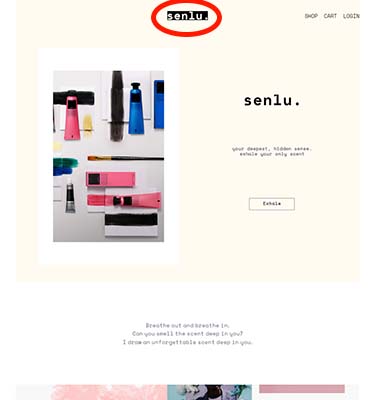 senlu.
SHOP CART LOGIN
senlu.
your deepest, hidden sense.
exhale your only scent
Exhale
Breathe out and breathe in.
Can you smell the scent deep in you?
I draw an unforgettable scent deep in you.